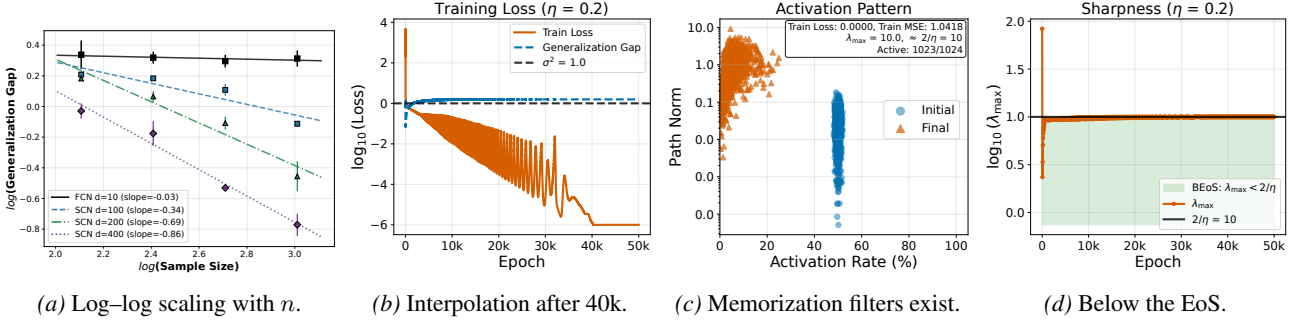 log(Generalization Gap)
0.4
0.2
0.0
−0.2
−0.4
−0.6
−0.8
FCN d=10 (slope=-0.03)
SCN d=100 (slope=-0.34)
SCN d=200 (slope=-0.69)
SCN d=400 (slope=-0.86)
2.0 2.2 2.4 2.6 2.8 3.0
log(Sample Size)
(a) Log–log scaling with n.
Training Loss (η = 0.2)
log₁₀(Loss)
4
2
0
−2
−4
−6
Train Loss
Generalization Gap
σ² = 1.0
0 10k 20k 30k 40k 50k
Epoch
(b) Interpolation after 40k.
Activation Pattern
Path Norm
10.0
1.0
0.1
0.0
0.0
Train Loss: 0.0000, Train MSE: 1.0418
λmax = 10.0, ≈ 2/η = 10
Active: 1023/1024
Initial
Final
0 20 40 60 80 100
Activation Rate (%)
(c) Memorization filters exist.
Sharpness (η = 0.2)
log₁₀(λmax)
2.0
1.5
1.0
0.5
0.0
BEoS: λmax < 2/η
λmax
2/η = 10
0 10k 20k 30k 40k 50k
Epoch
(d) Below the EoS.